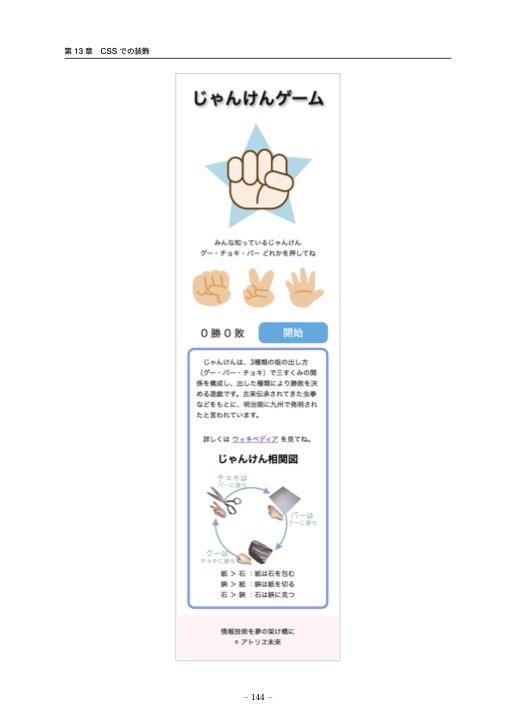 第 13 章　CSS での装飾
じゃんけんゲーム
みんな知っているじゃんけん
グー・チョキ・パー どれかを押してね
0 勝 0 敗
開始
じゃんけんは、3種類の指の出し方
（グー・パー・チョキ）で三すくみの関
係を構成し、出した種類により勝敗を決
める遊戯です。古来伝承されてきた虫拳
などをもとに、明治期に九州で発明され
たと言われています。
詳しくは ウィキペディア を見てね。
じゃんけん相関図
チョキは
パーに勝ち
パーは
グーに勝ち
グーは
チョキに勝ち
紙 ＞ 石 ：紙は石を包む
鋏 ＞ 紙 ：鋏は紙を切る
石 ＞ 鋏 ：石は鋏に克つ
情報技術を夢の架け橋に
© アトリヱ未来
– 144 –